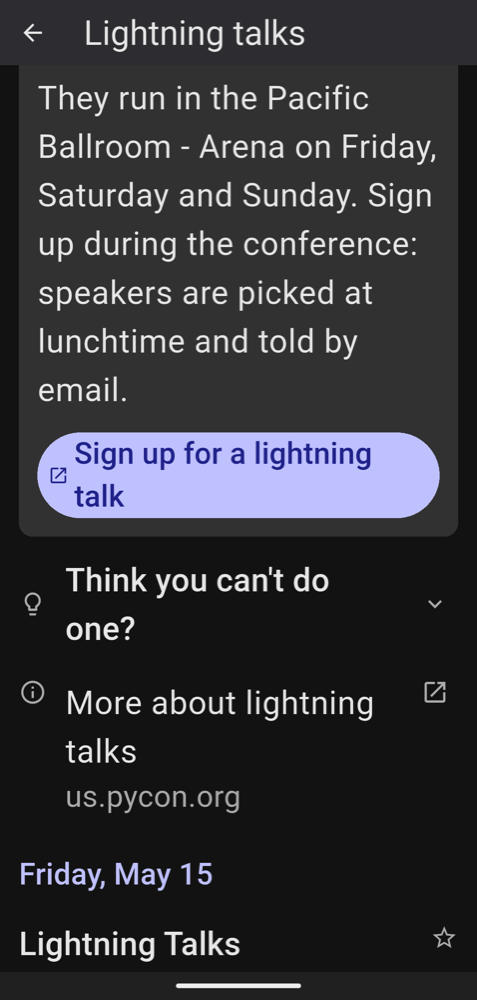 Lightning talks
They run in the Pacific
Ballroom - Arena on Friday,
Saturday and Sunday. Sign
up during the conference:
speakers are picked at
lunchtime and told by
email.
Sign up for a lightning
talk
Think you can't do
one?
More about lightning
talks
us.pycon.org
Friday, May 15
Lightning Talks